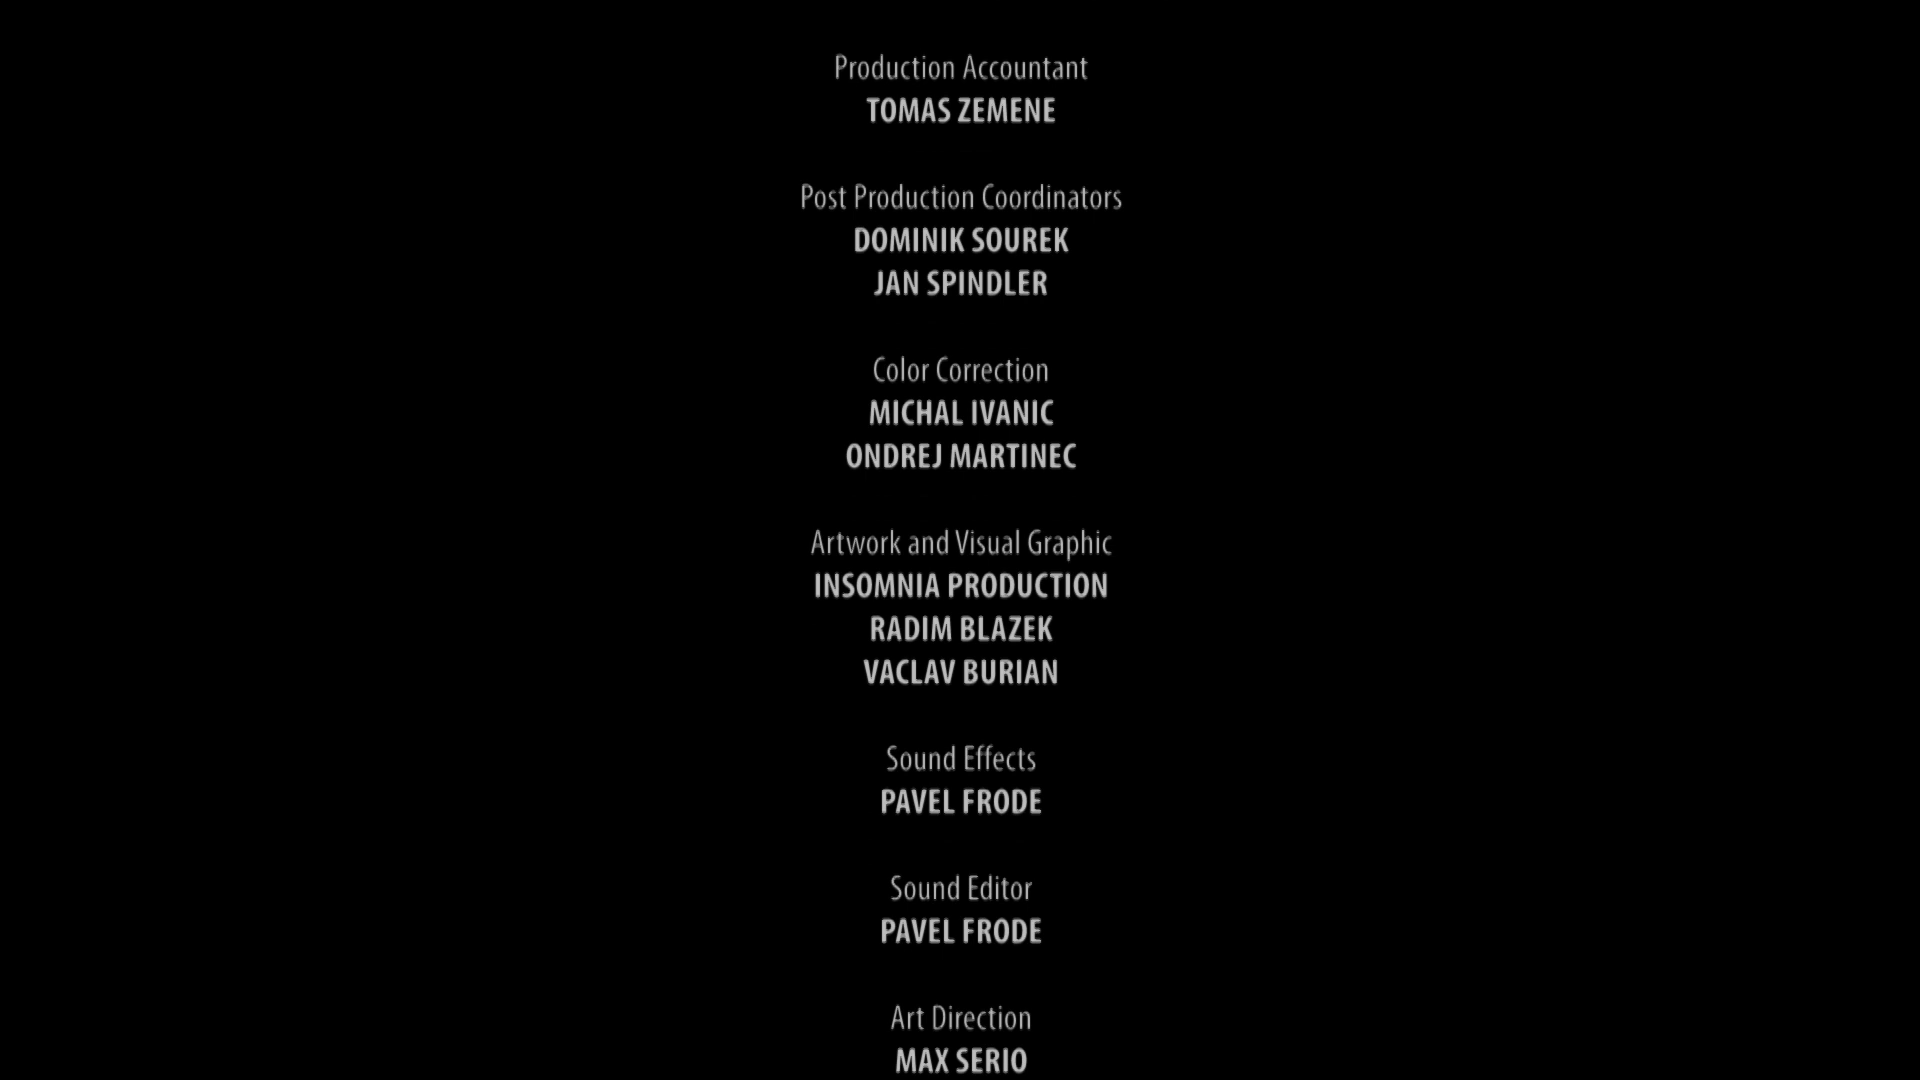 Production Accountant
TOMAS ZEMENE
Post Production Coordinators
DOMINIK SOUREK
JAN SPINDLER
Color Correction
MICHAL IVANIC
ONDREJ MARTINEC
Artwork and Visual Graphic
INSOMNIA PRODUCTION
RADIM BLAZEK
VACLAV BURIAN
Sound Effects
PAVEL FRODE
Sound Editor
PAVEL FRODE
Art Direction
MAX SERIO